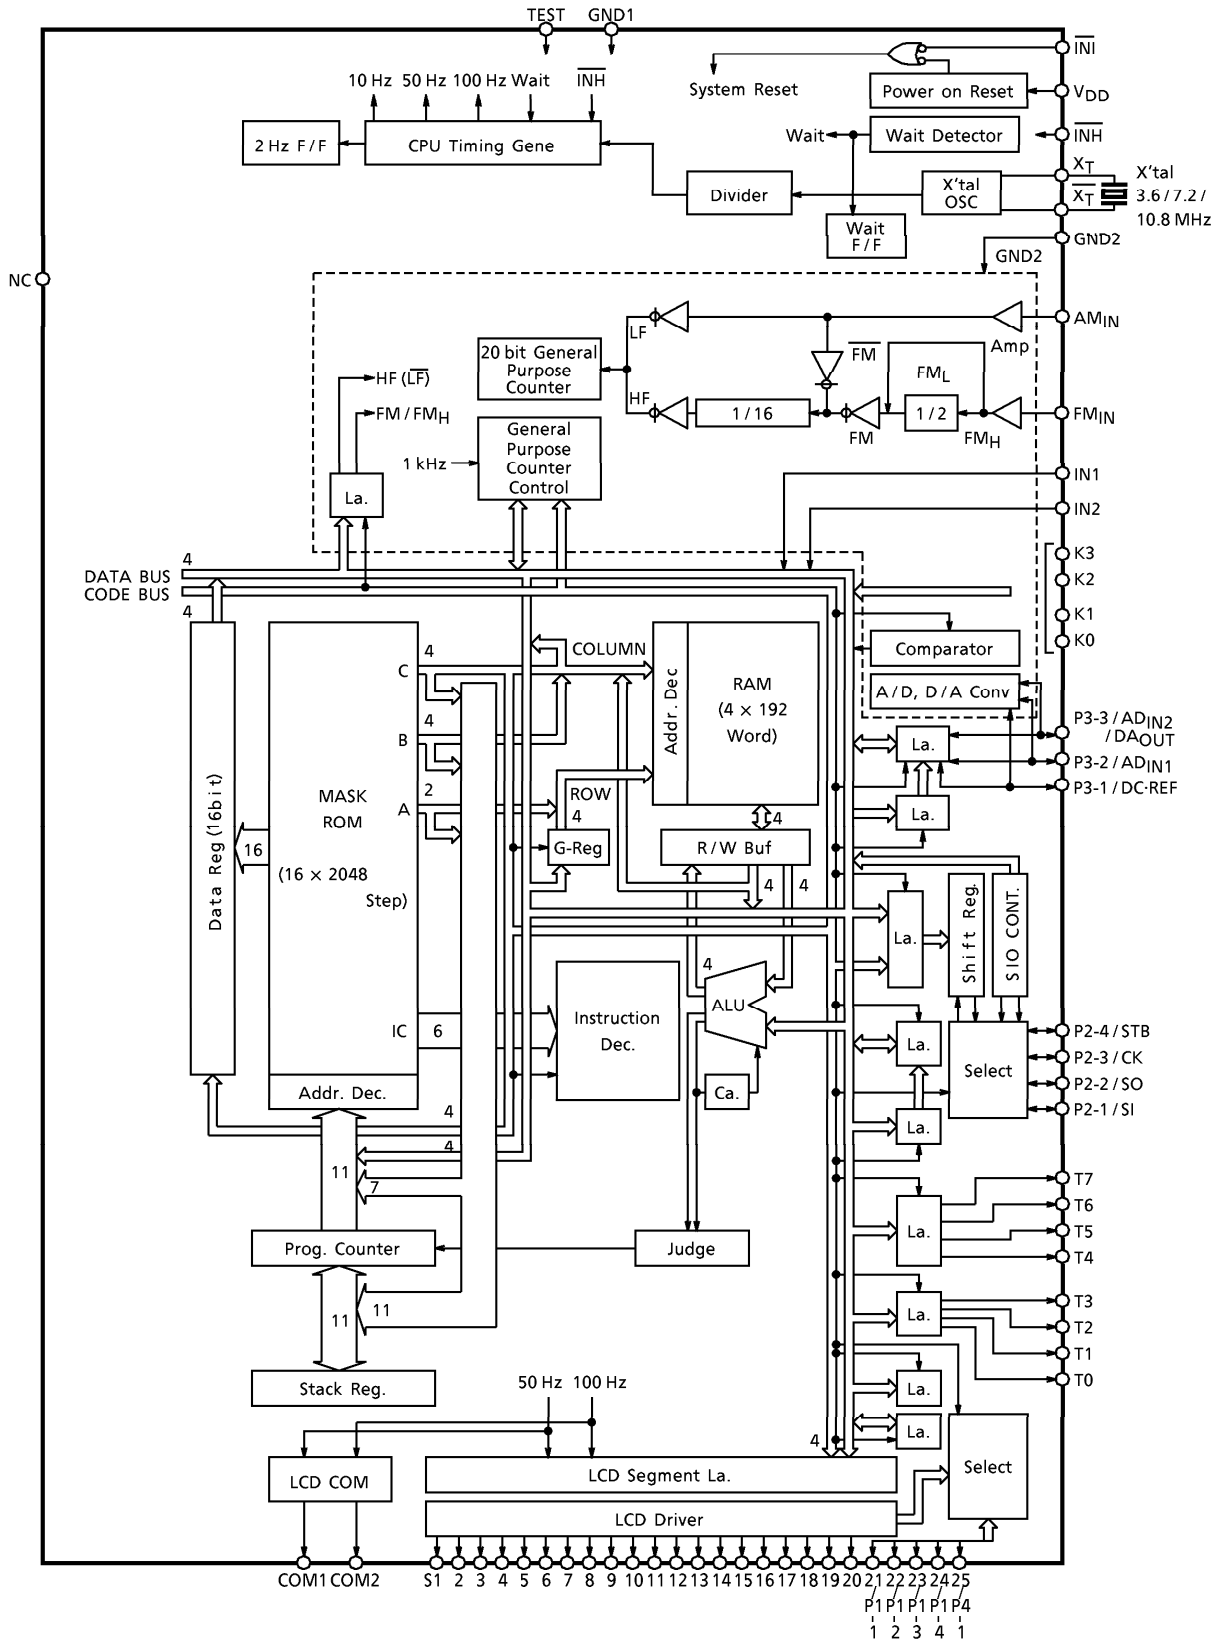 TEST GND1
INI
10 Hz 50 Hz 100 Hz Wait INH
System Reset
Power on Reset
VDD
2 Hz F/F
CPU Timing Gene
Wait
Wait Detector
INH
XT
X'tal
Divider
X'tal
OSC
XT
3.6 / 7.2 /
10.8 MHz
Wait
F/F
GND2
GND2
NC
AMIN
LF
Amp
20 bit General
Purpose
Counter
FM
FML
HF (LF)
HF
1 / 16
1 / 2
FM / FMH
FM
FMH
FMIN
General
Purpose
Counter
Control
1 kHz
La.
IN1
IN2
4
DATA BUS
CODE BUS
4
K3
K2
K1
K0
C
4
COLUMN
Addr. Dec
RAM
(4 × 192
Word)
Comparator
A/D, D/A Conv
4
B
P3-3 / ADIN2
/ DAOUT
La.
P3-2 / ADIN1
P3-1 / DC·REF
2
A
ROW
4
La.
Data Reg (16bit)
16
MASK
ROM
(16 × 2048
Step)
G-Reg
4
R/W Buf
4
4
La.
Shift Reg.
SIO CONT.
4
ALU
IC
6
Instruction
Dec.
La.
Select
P2-4 / STB
P2-3 / CK
P2-2 / SO
P2-1 / SI
Ca.
Addr. Dec.
4
4
La.
11
7
T7
T6
T5
T4
La.
Prog. Counter
Judge
11
11
La.
T3
T2
T1
T0
Stack Reg.
50 Hz 100 Hz
La.
La.
4
LCD COM
LCD Segment La.
Select
LCD Driver
COM1 COM2
S1 2 3 4 5 6 7 8 9 10 11 12 13 14 15 16 17 18 19 20 21 22 23 24 25
/ / / / /
P1 P1 P1 P1 P4
- - - - -
1 2 3 4 1